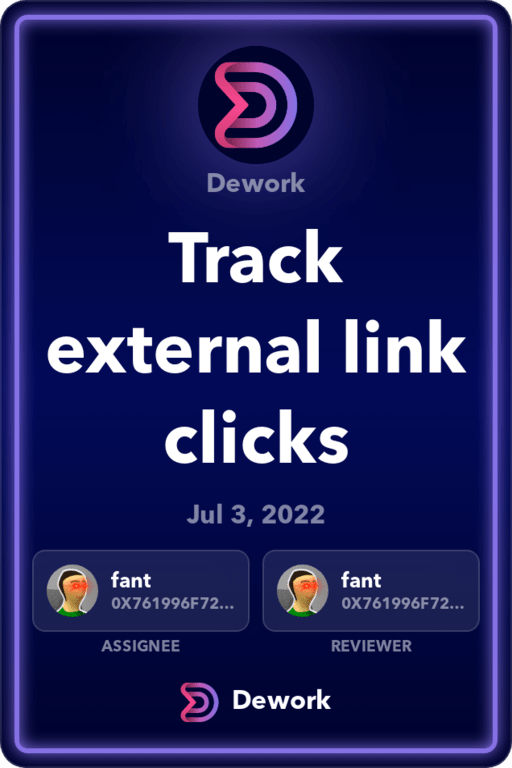 Dework
Track
external link
clicks
Jul 3, 2022
fant
0X761996F72...
fant
0X761996F72...
ASSIGNEE
REVIEWER
Dework